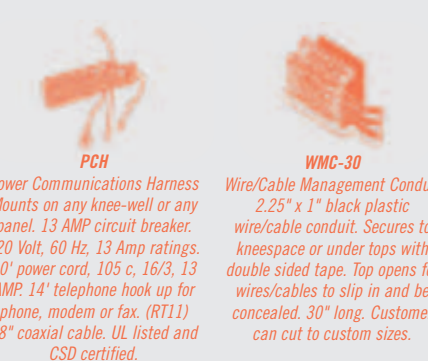 PCH
ower Communications Harness
Mounts on any knee-well or any
panel. 13 AMP circuit breaker.
20 Volt, 60 Hz, 13 Amp ratings.
0' power cord, 105 c, 16/3, 13
AMP. 14' telephone hook up for
phone, modem or fax. (RT11)
8" coaxial cable. UL listed and
CSD certified.
WMC-30
Wire/Cable Management Condu
2.25" x 1" black plastic
wire/cable conduit. Secures to
kneespace or under tops with
double sided tape. Top opens fo
wires/cables to slip in and be
concealed. 30" long. Custome
can cut to custom sizes.